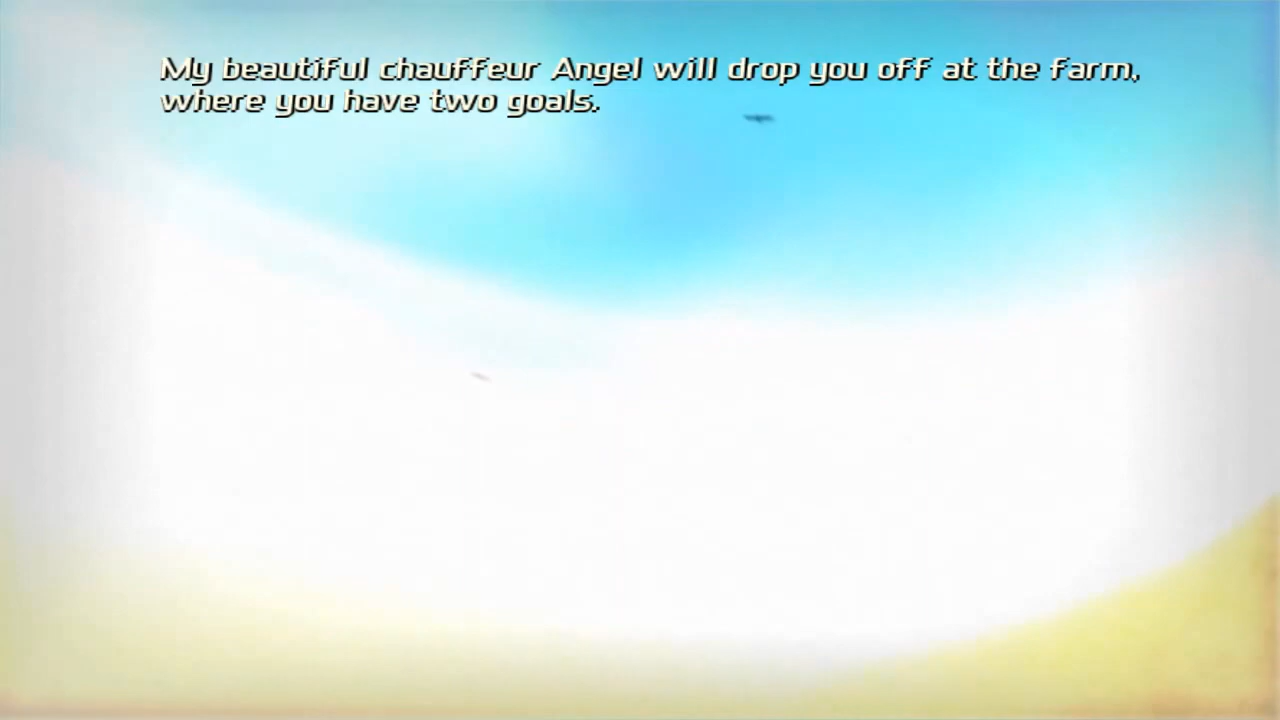 My beautiful chauffeur Angel will drop you off at the farm,
where you have two goals.